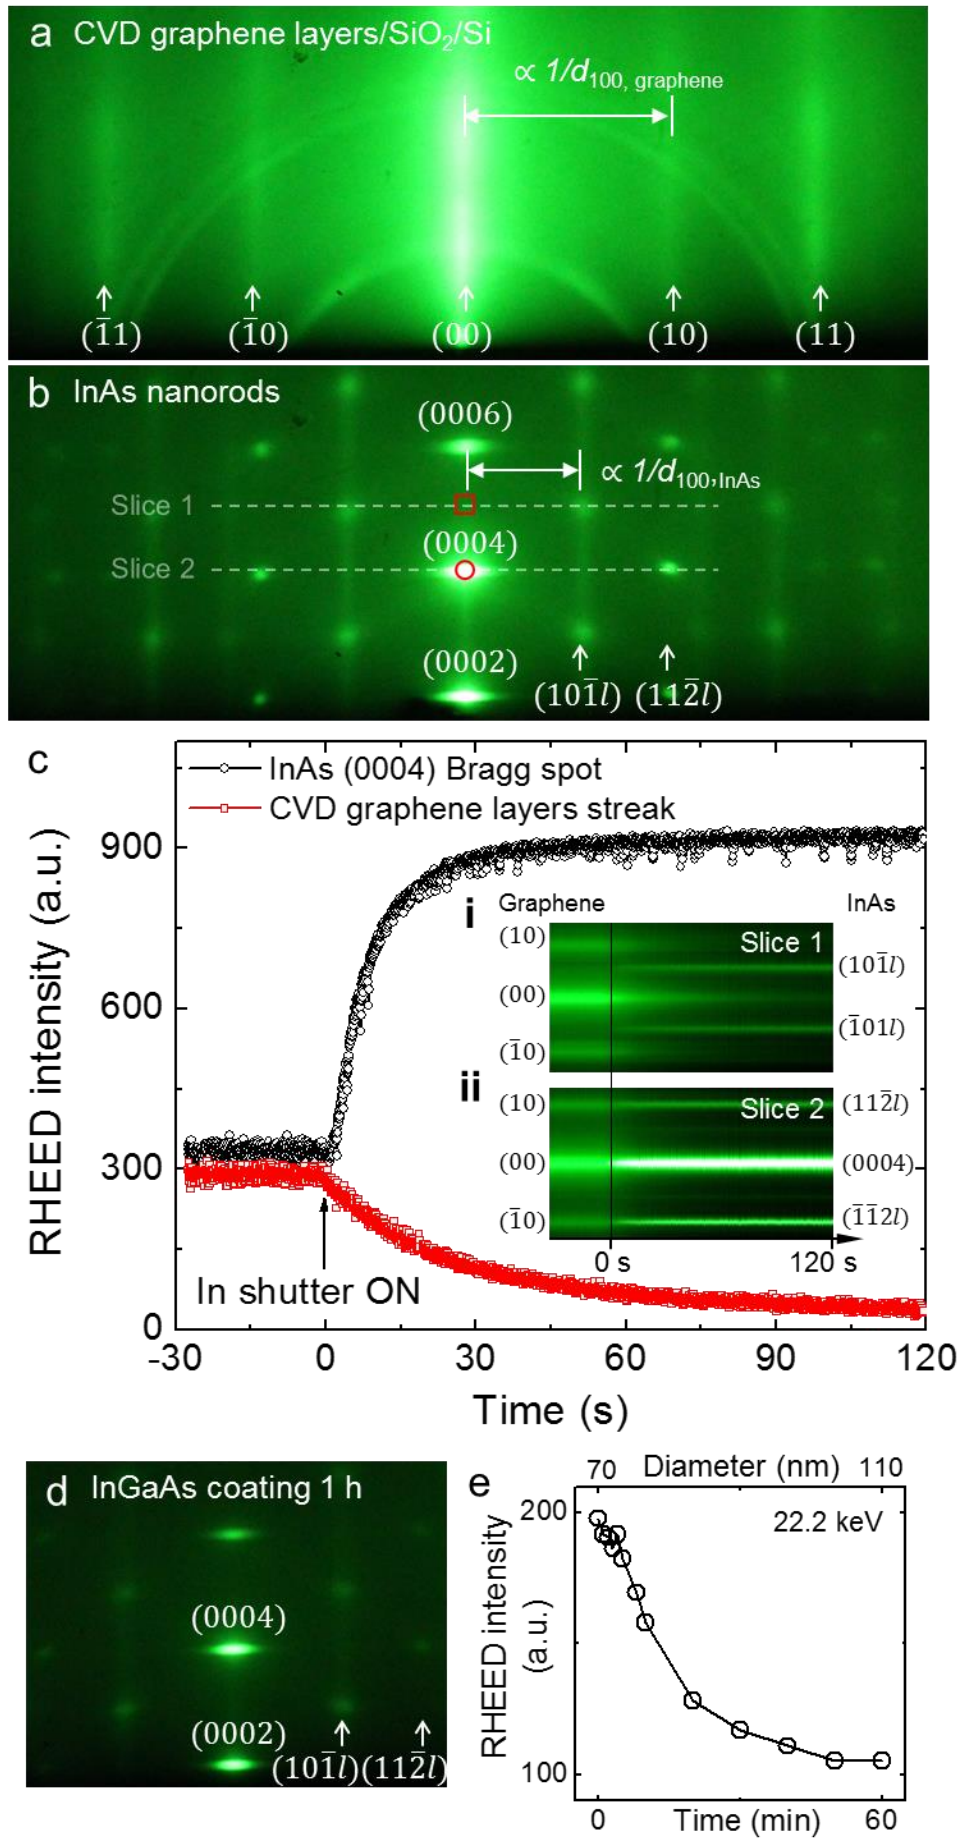 a CVD graphene layers/SiO₂/Si
∝ 1/d₁₀₀, graphene
(1̅1) (1̅0) (00) (10) (11)
b InAs nanorods
(0006)
∝ 1/d₁₀₀,InAs
Slice 1
(0004)
Slice 2
(0002)
(101̅l) (112̅l)
c
InAs (0004) Bragg spot
CVD graphene layers streak
RHEED intensity (a.u.)
900
600
300
0
i
Graphene InAs
Slice 1
(10)
(00)
(1̅0)
(101̅l)
(1̅01l)
ii
Slice 2
(10)
(00)
(1̅0)
(112̅l)
(0004)
(1̅1̅2l)
0 s 120 s
In shutter ON
-30 0 30 60 90 120
Time (s)
d InGaAs coating 1 h
(0004)
(0002)
(101̅l) (112̅l)
e
70 Diameter (nm) 110
22.2 keV
RHEED intensity
(a.u.)
200
100
0 Time (min) 60